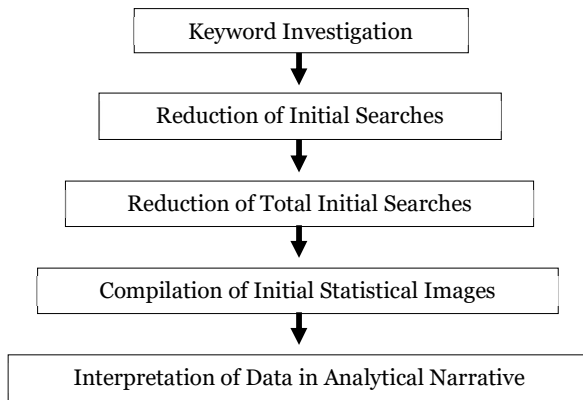 Keyword Investigation
Reduction of Initial Searches
Reduction of Total Initial Searches
Compilation of Initial Statistical Images
Interpretation of Data in Analytical Narrative